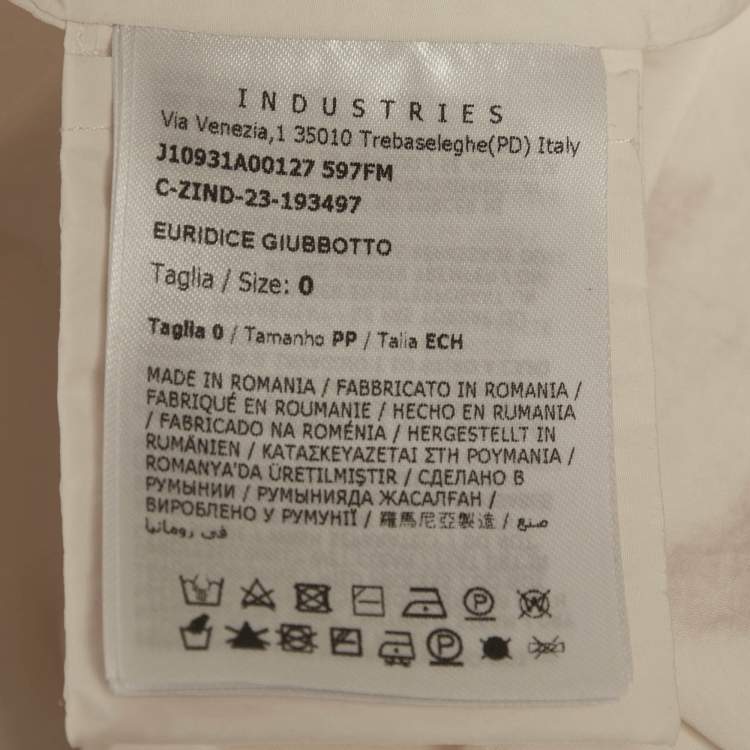 INDUSTRIES
Via Venezia,1 35010 Trebaseleghe(PD) Italy
J10931A00127 597FM
C-ZIND-23-193497
EURIDICE GIUBBOTTO
Taglia / Size: 0
Taglia 0 / Tamanho PP / Talia ECH
MADE IN ROMANIA / FABBRICATO IN ROMANIA /
FABRIQUÉ EN ROUMANIE / HECHO EN RUMANIA
/ FABRICADO NA ROMÉNIA / HERGESTELLT IN
RUMÄNIEN / ΚΑΤΑΣΚΕΥΑΖΕΤΑΙ ΣΤΗ ΡΟΥΜΑΝΙΑ /
ROMANYA'DA ÜRETILMIŞTIR / СДЕЛАНО В
РУМЫНИИ / РУМЫНИЯДА ЖАСАЛҒАН /
ВИРОБЛЕНО У РУМУНІЇ / 羅馬尼亞製造 / صنع
في رومانيا